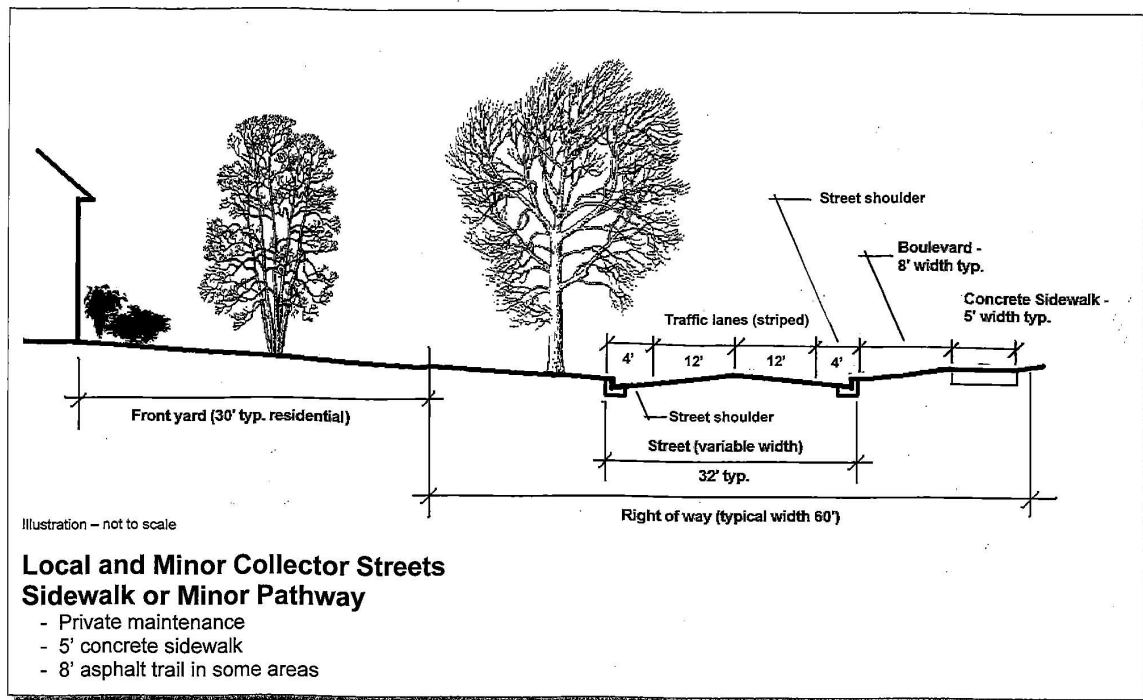 Street shoulder
Boulevard -
8' width typ.
Concrete Sidewalk -
5' width typ.
Traffic lanes (striped)
4'
12'
12'
4'
Front yard (30' typ. residential)
Street shoulder
Street (variable width)
32' typ.
Right of way (typical width 60')
Illustration – not to scale
Local and Minor Collector Streets
Sidewalk or Minor Pathway
- Private maintenance
- 5' concrete sidewalk
- 8' asphalt trail in some areas